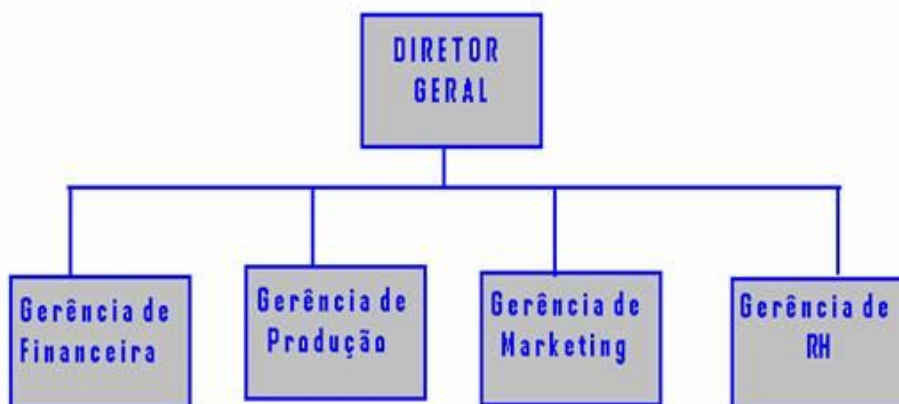 DIRETOR
GERAL
Gerência de
Financeira
Gerência de
Produção
Gerência de
Marketing
Gerência de
RH